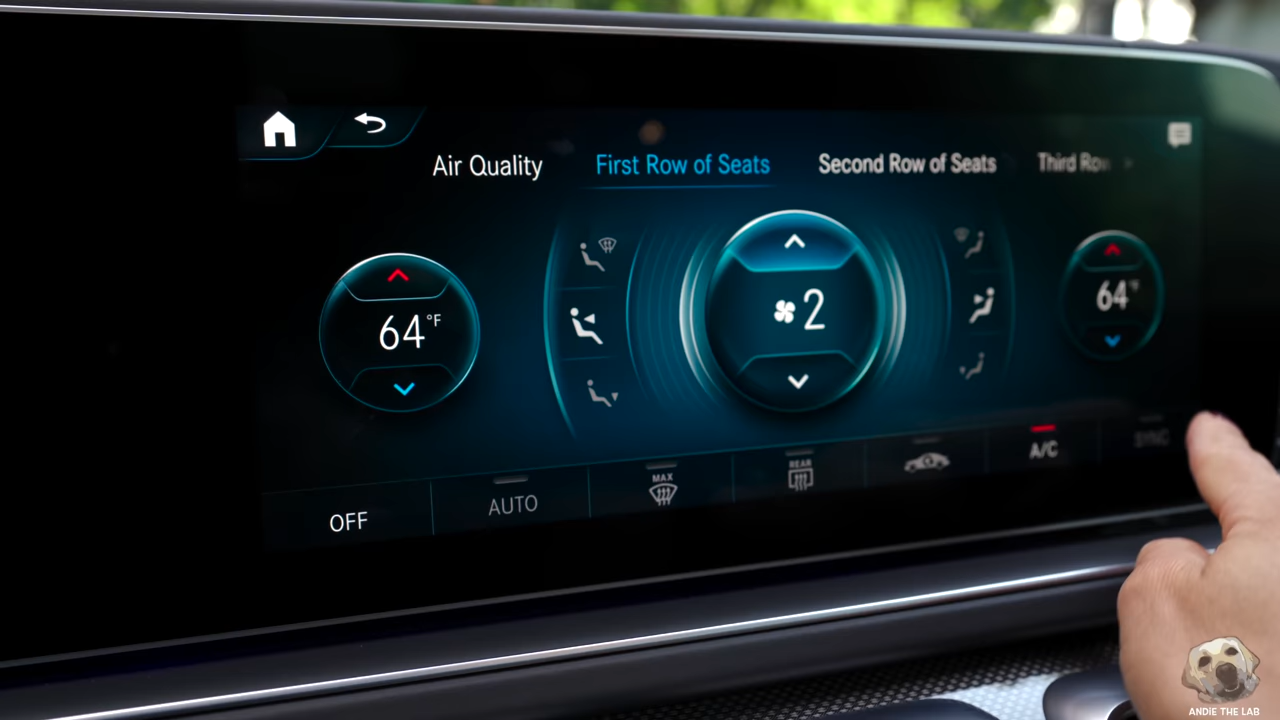 Air Quality
First Row of Seats
Second Row of Seats
Third Row
64°F
2
64°F
OFF
AUTO
MAX
REAR
A/C
SYNC
ANDIE THE LAB